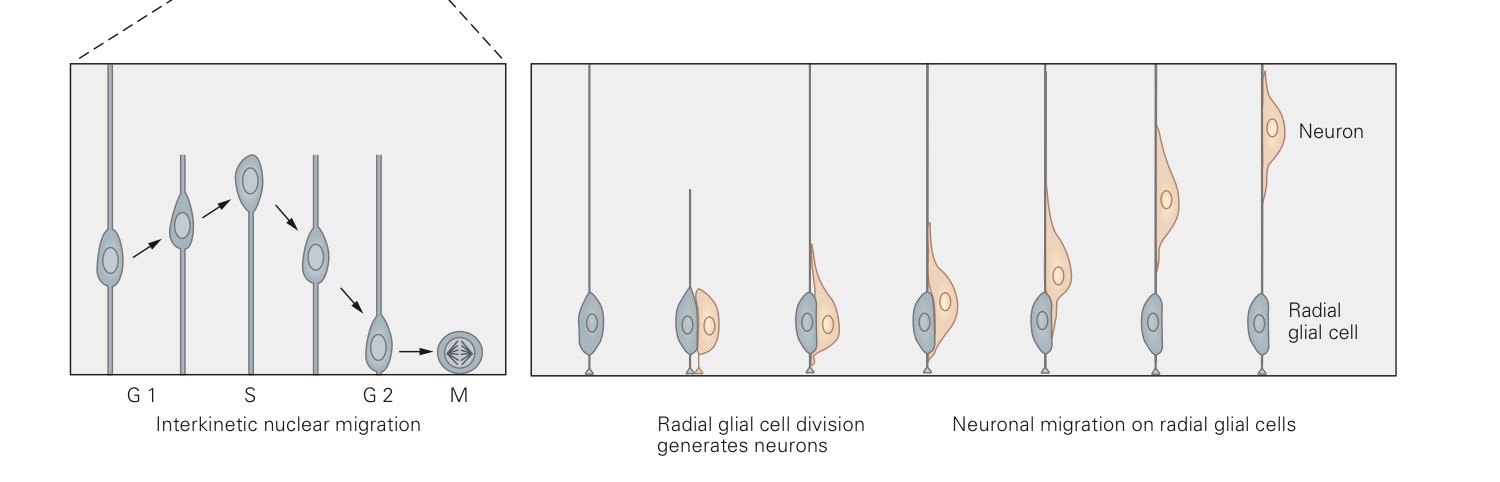 Neuron
Radial
glial cell
G 1
S
G 2
M
Interkinetic nuclear migration
Radial glial cell division
generates neurons
Neuronal migration on radial glial cells